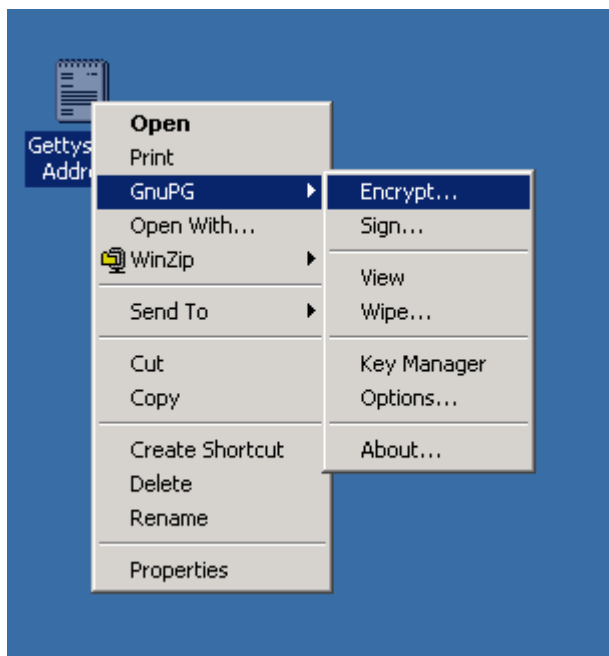 Gettys
Addr
Open
Print
GnuPG
Open With...
WinZip
Send To
Cut
Copy
Create Shortcut
Delete
Rename
Properties
Encrypt...
Sign...
View
Wipe...
Key Manager
Options...
About...